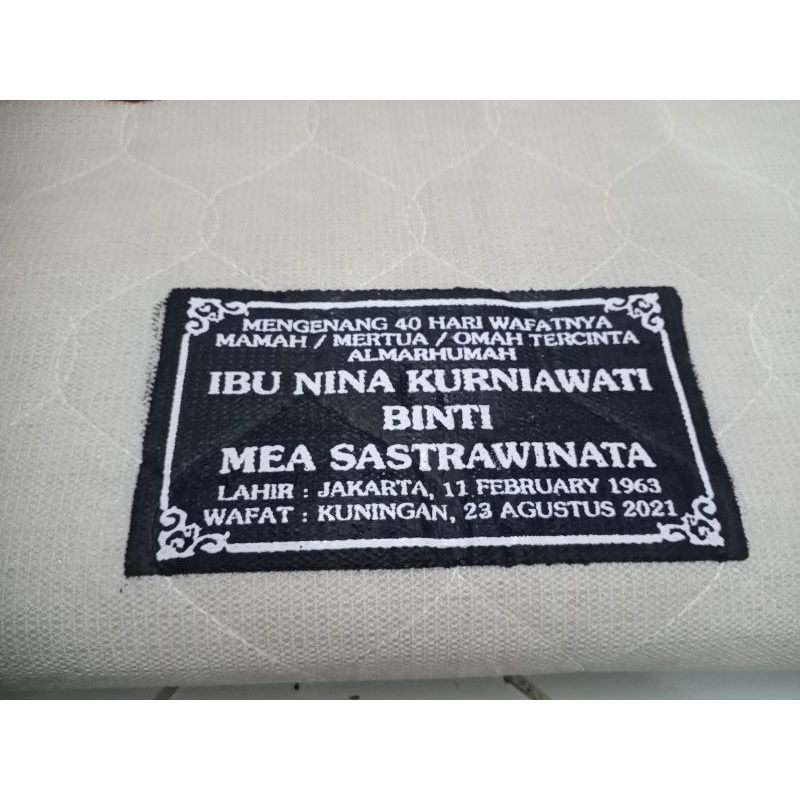 MENGENANG 40 HARI WAFATNYA
MAMAH / MERTUA / OMAH TERCINTA
ALMARHUMAH
IBU NINA KURNIAWATI
BINTI
MEA SASTRAWINATA
LAHIR : JAKARTA, 11 FEBRUARY 1963
WAFAT : KUNINGAN, 23 AGUSTUS 2021